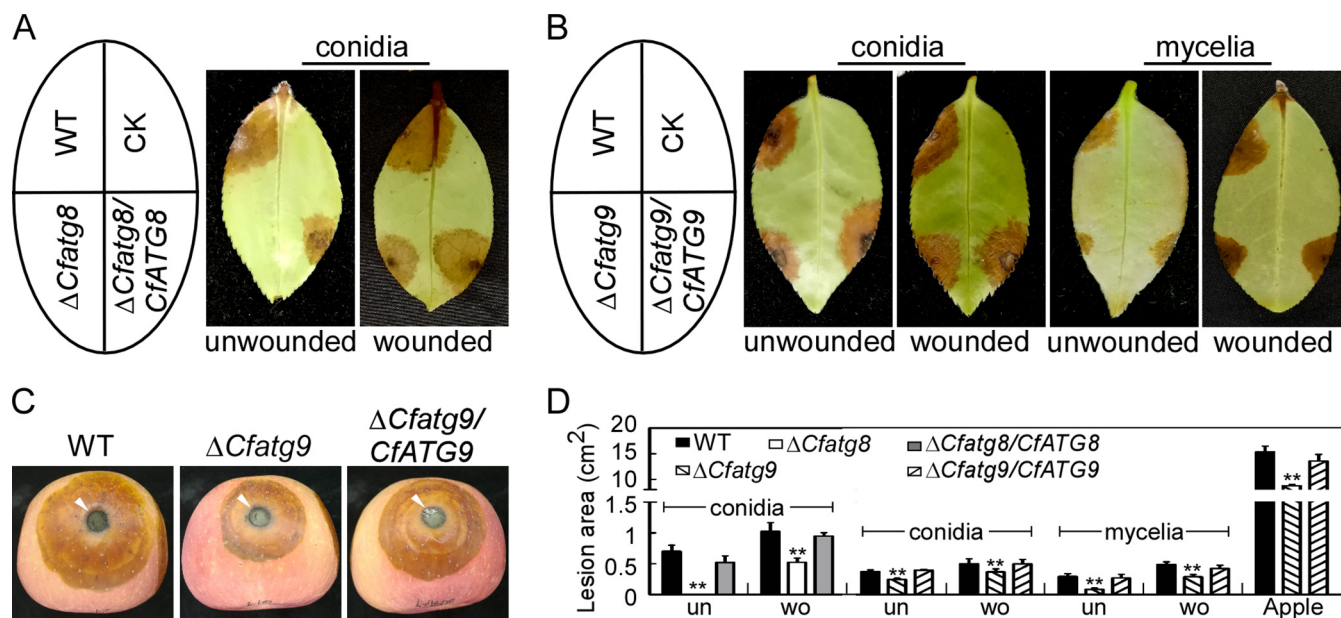 A
conidia
WT
CK
ΔCfatg8
ΔCfatg8/
CfATG8
unwounded
wounded
B
conidia
mycelia
WT
CK
ΔCfatg9
ΔCfatg9/
CfATG9
unwounded
wounded
unwounded
wounded
C
WT
ΔCfatg9
ΔCfatg9/
CfATG9
D
Lesion area (cm2)
20
15
10
1.5
1
0.5
0
WT
ΔCfatg8
ΔCfatg8/CfATG8
ΔCfatg9
ΔCfatg9/CfATG9
conidia
conidia
mycelia
**
**
**
**
**
**
**
un
wo
un
wo
un
wo
Apple